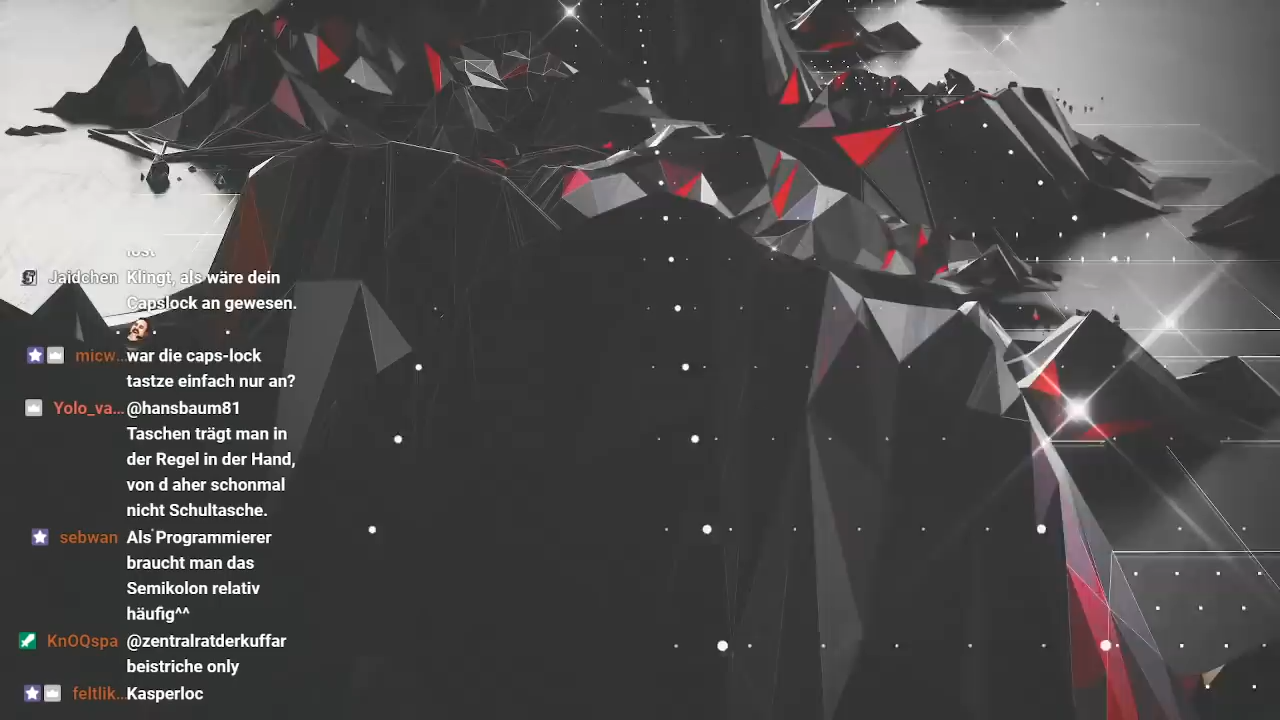 Jaidchen Klingt, als wäre dein
Capslock an gewesen.
micw... war die caps-lock
tastze einfach nur an?
Yolo_va... @hansbaum81
Taschen trägt man in
der Regel in der Hand,
von d aher schonmal
nicht Schultasche.
sebwan Als Programmierer
braucht man das
Semikolon relativ
häufig^^
KnOQspa @zentralratderkuffar
beistriche only
feltlik... Kasperloc